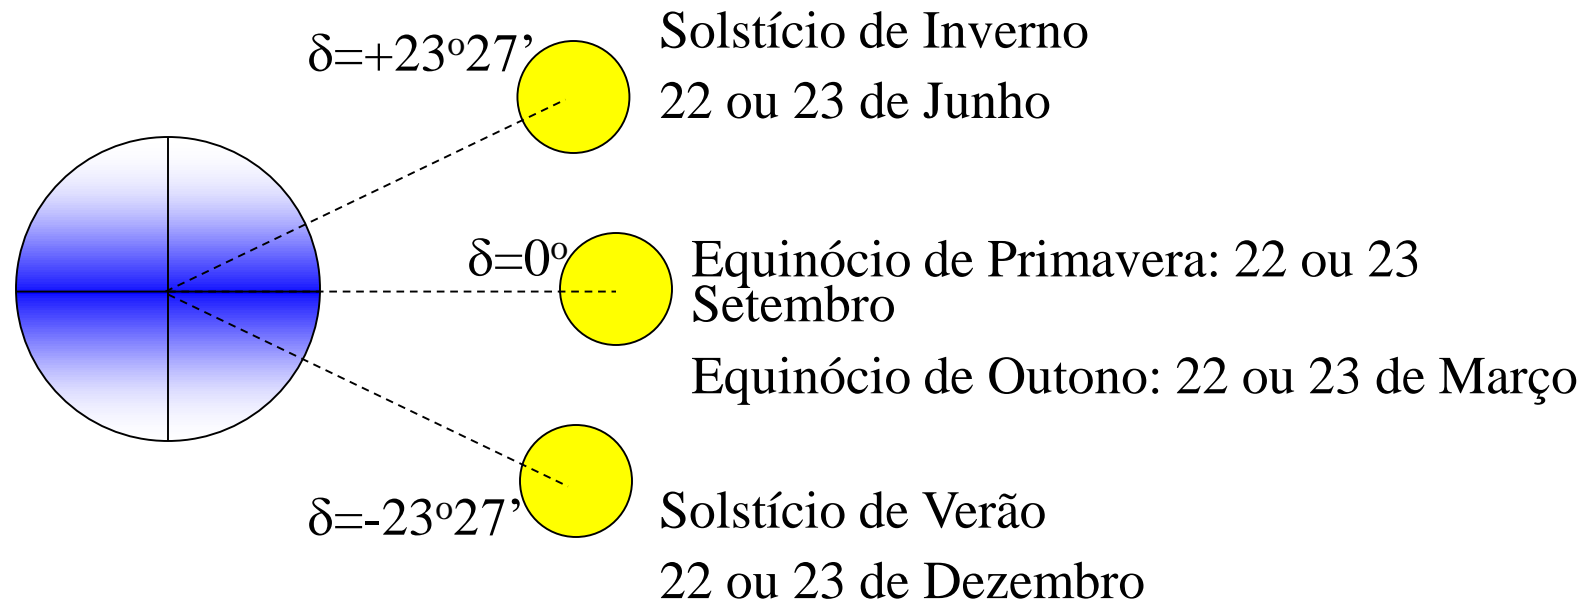 δ=+23º27’
Solstício de Inverno
22 ou 23 de Junho
δ=0º
Equinócio de Primavera: 22 ou 23
Setembro
Equinócio de Outono: 22 ou 23 de Março
δ=-23º27’
Solstício de Verão
22 ou 23 de Dezembro